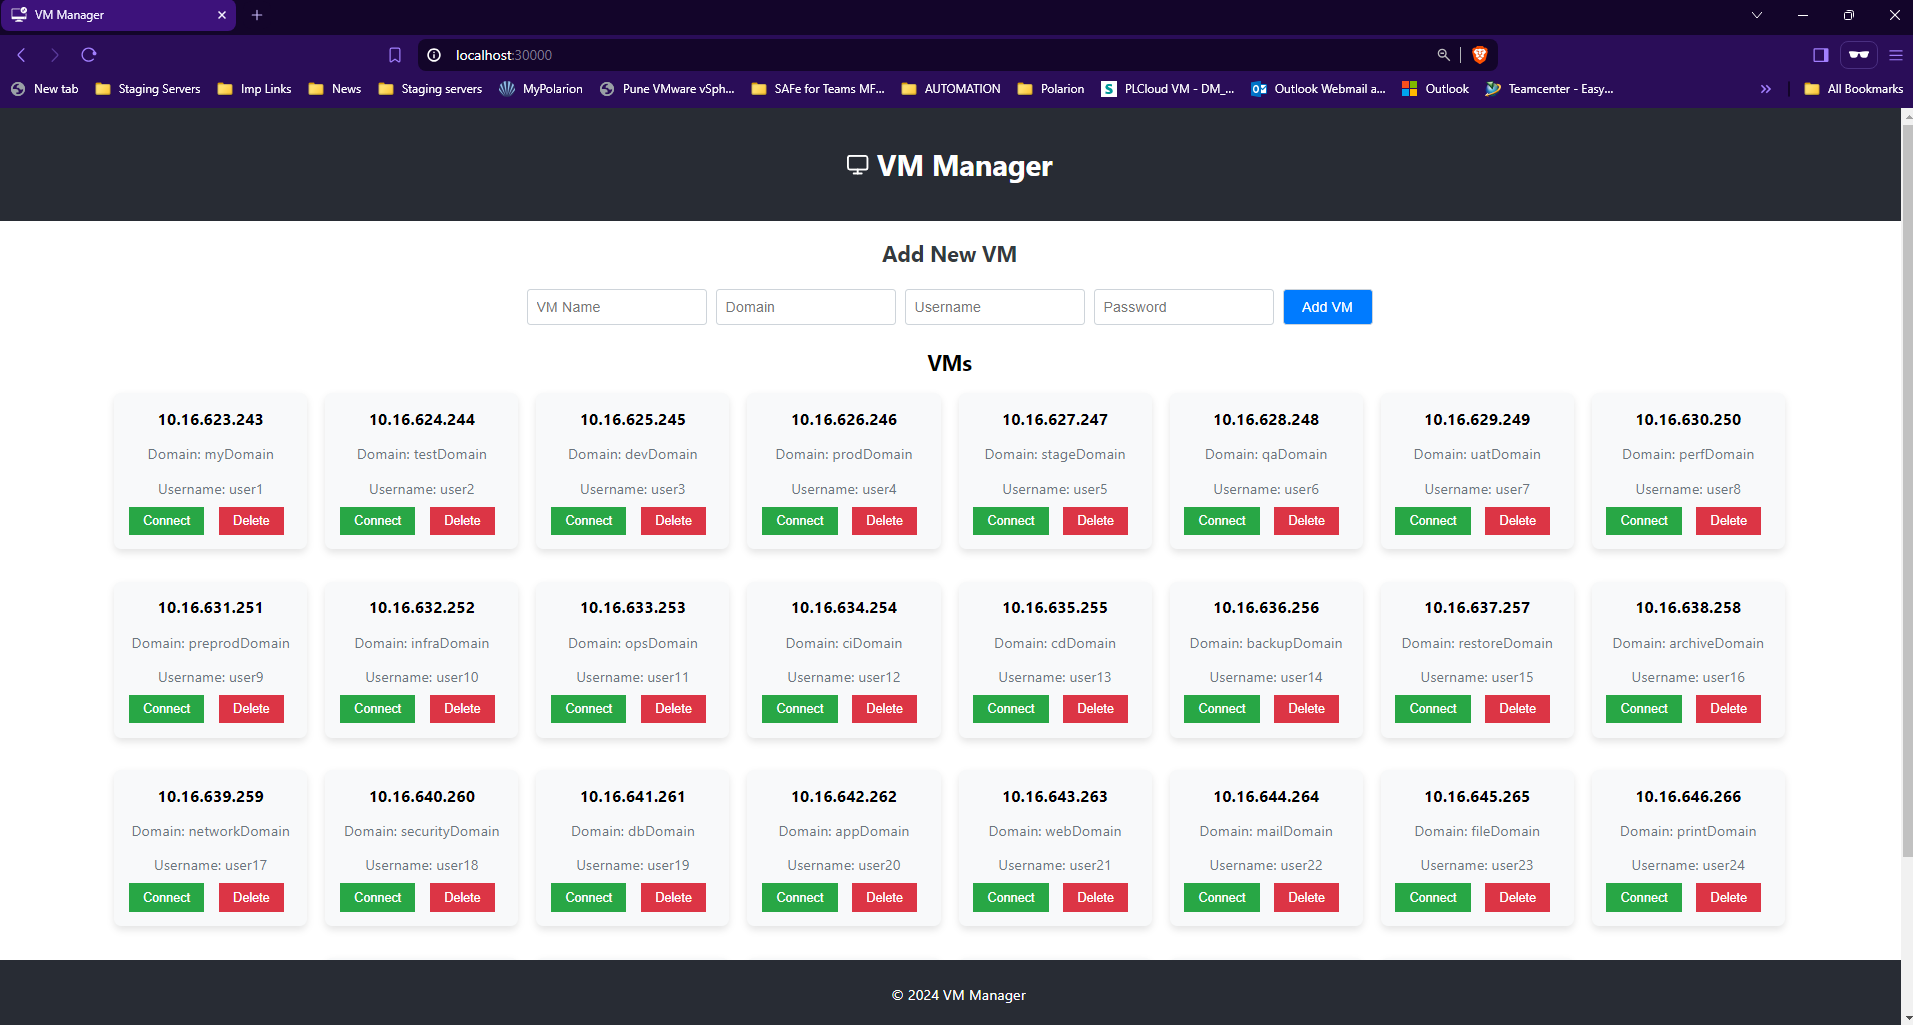 VM Manager
localhost:30000
New tab Staging Servers Imp Links News Staging servers MyPolarion Pune VMware vSph... SAFe for Teams MF... AUTOMATION Polarion PLCloud VM - DM_... Outlook Webmail a... Outlook Teamcenter - Easy... All Bookmarks
VM Manager
Add New VM
VM Name Domain Username Password Add VM
VMs
10.16.623.243 10.16.624.244 10.16.625.245 10.16.626.246 10.16.627.247 10.16.628.248 10.16.629.249 10.16.630.250
Domain: myDomain Domain: testDomain Domain: devDomain Domain: prodDomain Domain: stageDomain Domain: qaDomain Domain: uatDomain Domain: perfDomain
Username: user1 Username: user2 Username: user3 Username: user4 Username: user5 Username: user6 Username: user7 Username: user8
Connect Delete Connect Delete Connect Delete Connect Delete Connect Delete Connect Delete Connect Delete Connect Delete
10.16.631.251 10.16.632.252 10.16.633.253 10.16.634.254 10.16.635.255 10.16.636.256 10.16.637.257 10.16.638.258
Domain: preprodDomain Domain: infraDomain Domain: opsDomain Domain: ciDomain Domain: cdDomain Domain: backupDomain Domain: restoreDomain Domain: archiveDomain
Username: user9 Username: user10 Username: user11 Username: user12 Username: user13 Username: user14 Username: user15 Username: user16
Connect Delete Connect Delete Connect Delete Connect Delete Connect Delete Connect Delete Connect Delete Connect Delete
10.16.639.259 10.16.640.260 10.16.641.261 10.16.642.262 10.16.643.263 10.16.644.264 10.16.645.265 10.16.646.266
Domain: networkDomain Domain: securityDomain Domain: dbDomain Domain: appDomain Domain: webDomain Domain: mailDomain Domain: fileDomain Domain: printDomain
Username: user17 Username: user18 Username: user19 Username: user20 Username: user21 Username: user22 Username: user23 Username: user24
Connect Delete Connect Delete Connect Delete Connect Delete Connect Delete Connect Delete Connect Delete Connect Delete
© 2024 VM Manager